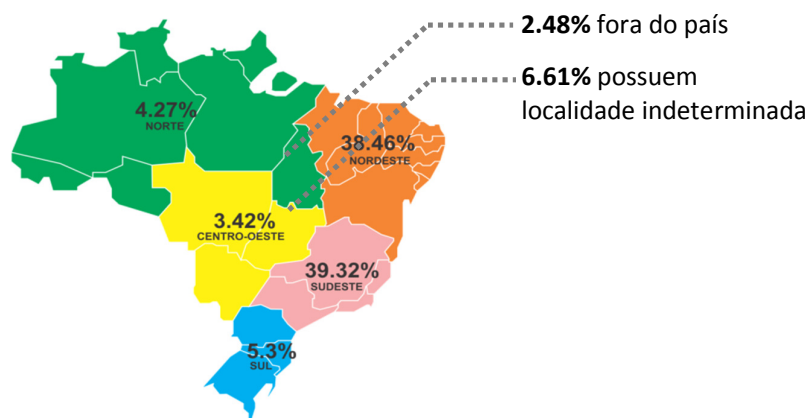 2.48% fora do país
6.61% possuem
localidade indeterminada
4.27%
NORTE
38.46%
NORDESTE
3.42%
CENTRO-OESTE
39.32%
SUDESTE
5.3%
SUL